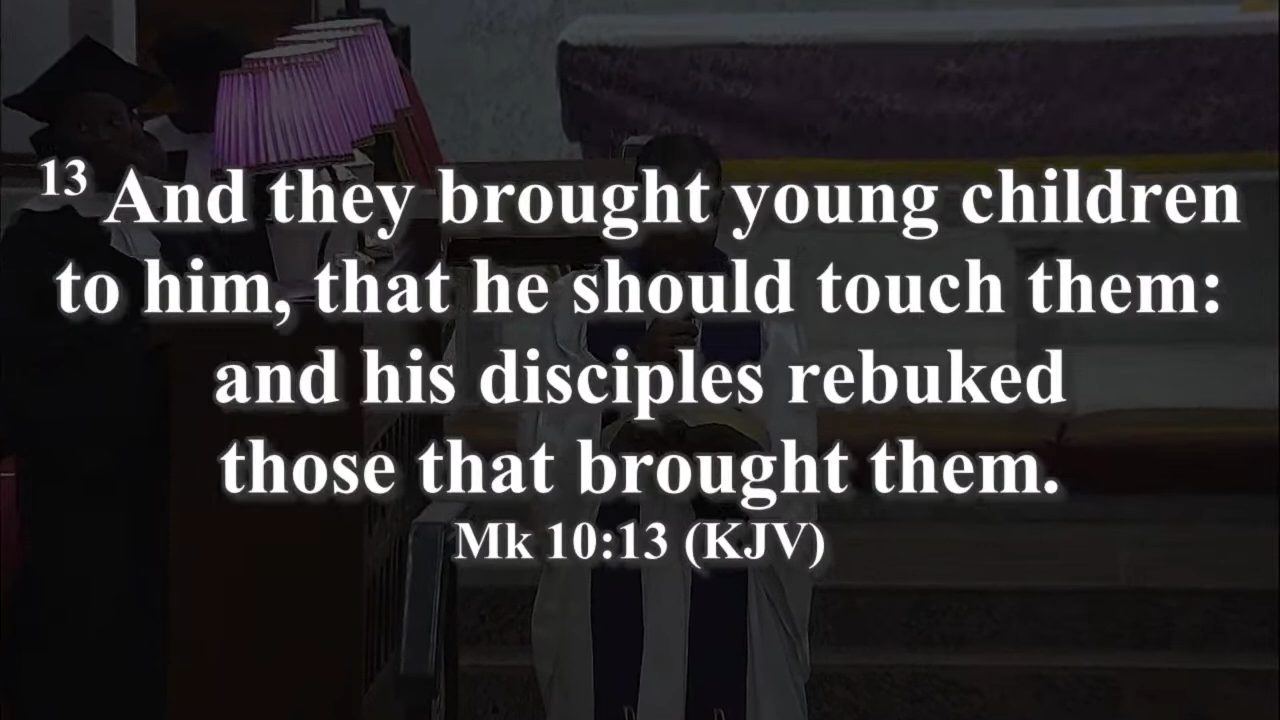 13 And they brought young children
to him, that he should touch them:
and his disciples rebuked
those that brought them.
Mk 10:13 (KJV)